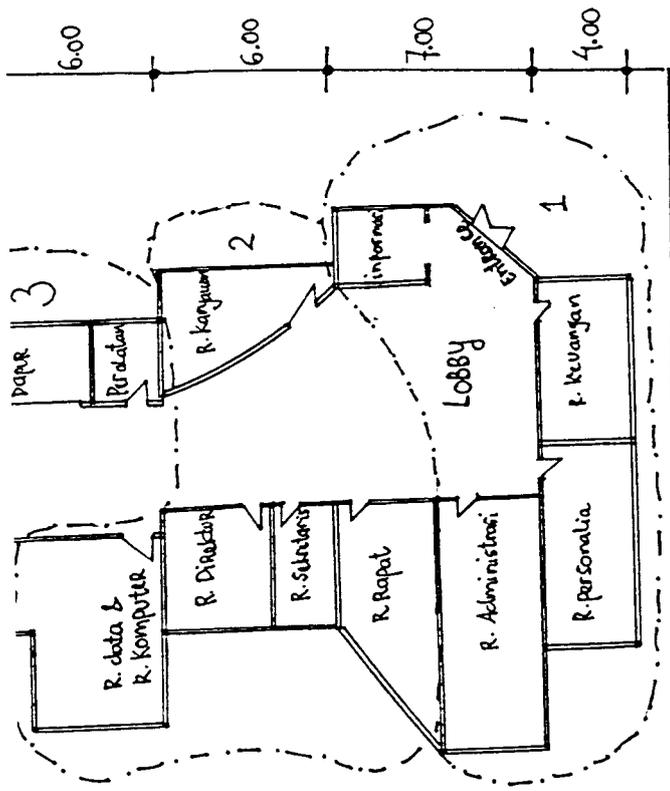 6.00
6.00
7.00
4.00
3
2
1
Dapur
Peralatan
R. Karyawan
informasi
Entrance
LOBBY
R. data &
R. Komputer
R. Direktur
R. Sekretaris
R Rapat
R. Administrasi
R. Keuangan
R. personalia